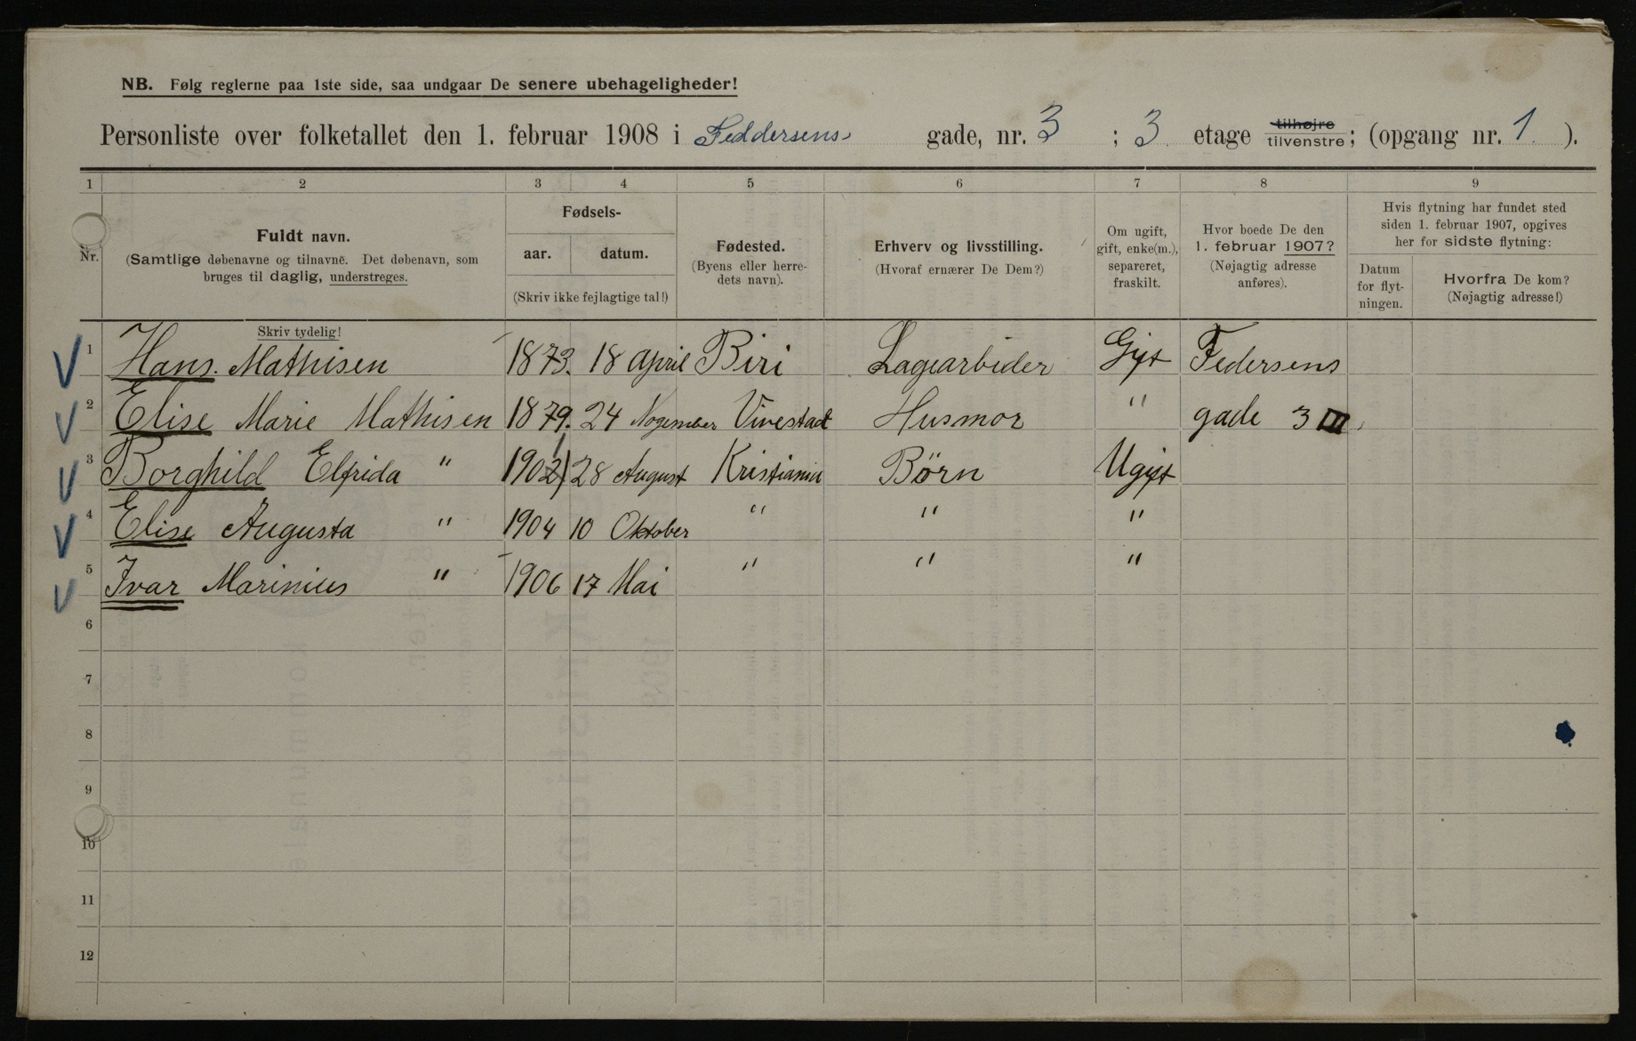 NB. Følg reglerne paa 1ste side, saa undgaar De senere ubehageligheder!
Personliste over folketallet den 1. februar 1908 i Feddersens gade, nr. 3 ; 3 etage tilhøjre tilvenstre; (opgang nr. 1 ).
1 2 3 4 5 6 7 8 9
Nr.
Fuldt navn.
(Samtlige døbenavne og tilnavne. Det døbenavn, som
bruges til daglig, understreges.
Skriv tydelig!
Fødsels-
aar. datum.
(Skriv ikke fejlagtige tal!)
Fødested.
(Byens eller herre-
dets navn).
Erhverv og livsstilling.
(Hvoraf ernærer De Dem?)
Om ugift,
gift, enke(m.),
separeret,
fraskilt.
Hvor boede De den
1. februar 1907?
(Nøjagtig adresse
anføres).
Hvis flytning har fundet sted
siden 1. februar 1907, opgives
her for sidste flytning:
Datum
for flyt-
ningen.
Hvorfra De kom?
(Nøjagtig adresse!)
1 Hans. Mathisen 1873. 18 april Biri Lagearbider Gift Federsens
2 Elise Marie Mathisen 1879. 24 Nogember Vivestad Husmor " gade 3 III
3 Borghild Elfrida " 1902 28 August Kristiania Børn Ugift
4 Elise Augusta " 1904 10 Oktober " " "
5 Ivar Marinius " 1906 17 Mai " " "
6
7
8
9
10
11
12